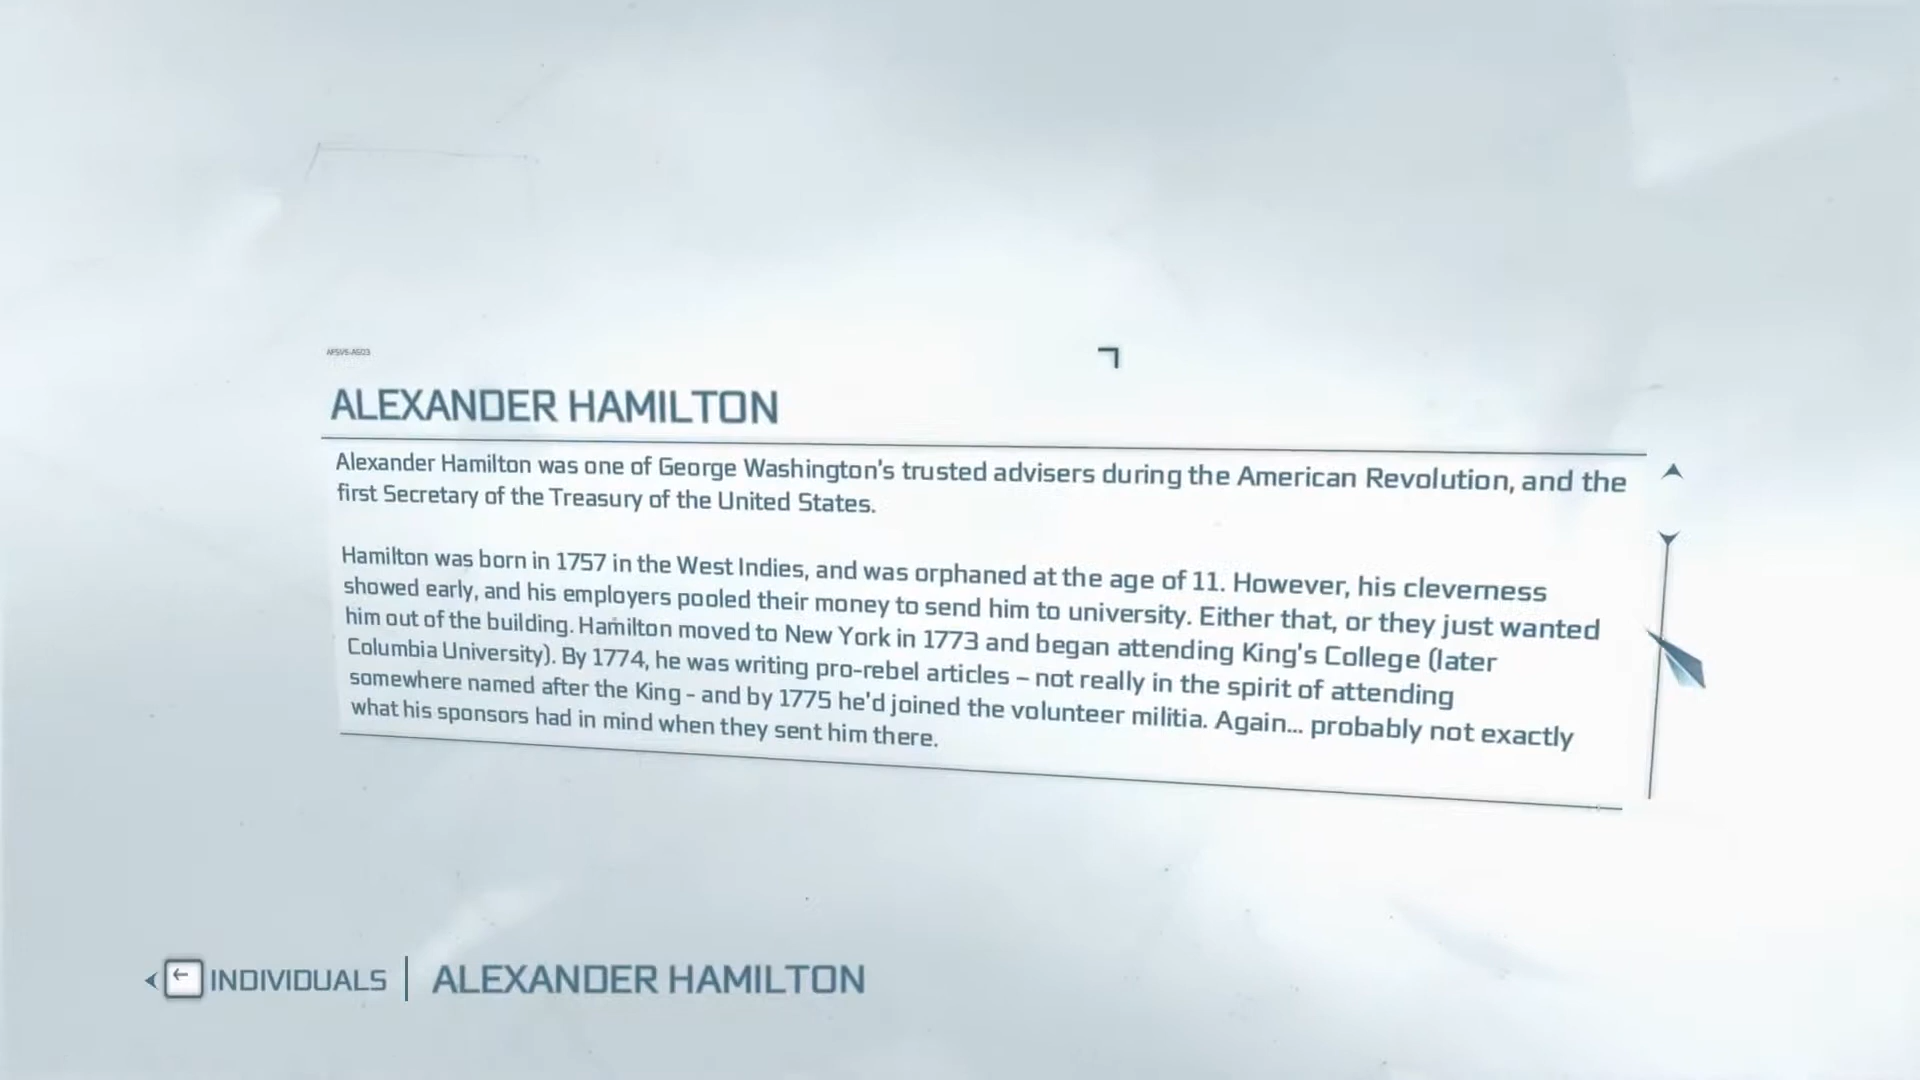 ALEXANDER HAMILTON
Alexander Hamilton was one of George Washington's trusted advisers during the American Revolution, and the
first Secretary of the Treasury of the United States.
Hamilton was born in 1757 in the West Indies, and was orphaned at the age of 11. However, his cleverness
showed early, and his employers pooled their money to send him to university. Either that, or they just wanted
him out of the building. Hamilton moved to New York in 1773 and began attending King's College (later
Columbia University). By 1774, he was writing pro-rebel articles – not really in the spirit of attending
somewhere named after the King - and by 1775 he'd joined the volunteer militia. Again... probably not exactly
what his sponsors had in mind when they sent him there.
INDIVIDUALS | ALEXANDER HAMILTON